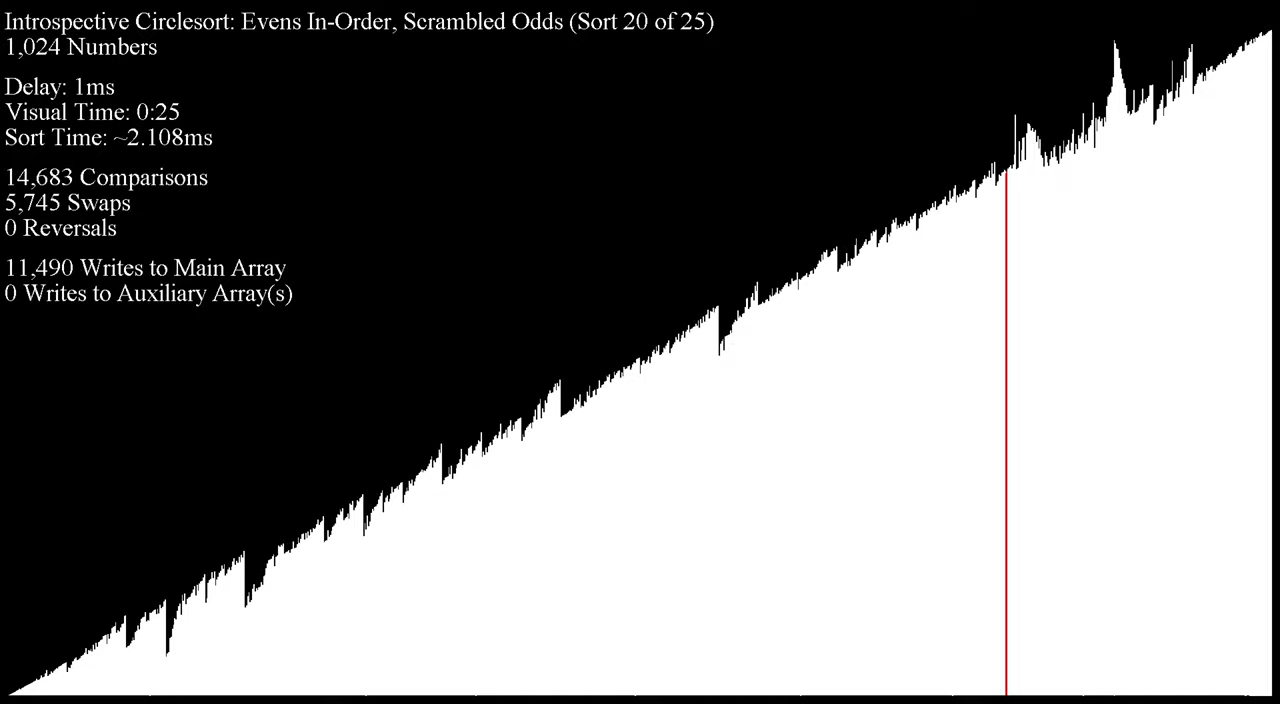 Introspective Circlesort: Evens In-Order, Scrambled Odds (Sort 20 of 25)
1,024 Numbers
Delay: 1ms
Visual Time: 0:25
Sort Time: ~2.108ms
14,683 Comparisons
5,745 Swaps
0 Reversals
11,490 Writes to Main Array
0 Writes to Auxiliary Array(s)